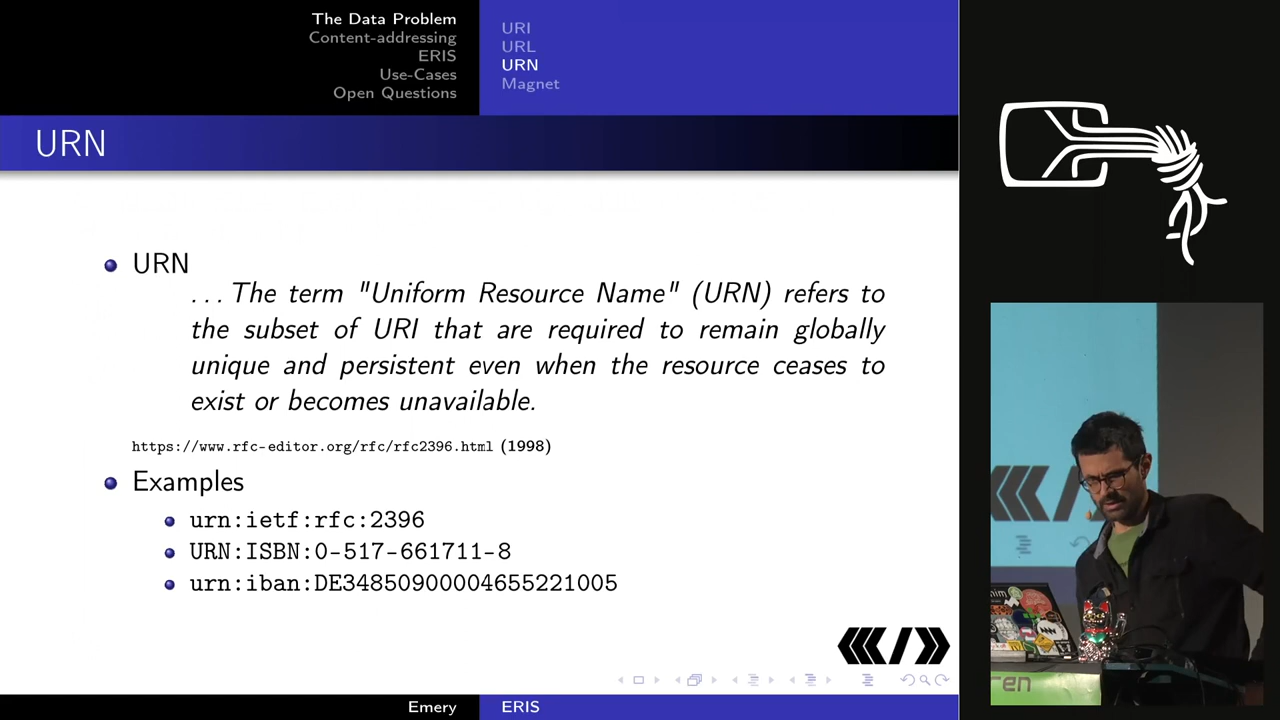 The Data Problem
Content-addressing
ERIS
Use-Cases
Open Questions
URI
URL
URN
Magnet
URN
URN
... The term "Uniform Resource Name" (URN) refers to
the subset of URI that are required to remain globally
unique and persistent even when the resource ceases to
exist or becomes unavailable.
https://www.rfc-editor.org/rfc/rfc2396.html (1998)
Examples
urn:ietf:rfc:2396
URN:ISBN:0-517-661711-8
urn:iban:DE34850900004655221005
Emery
ERIS